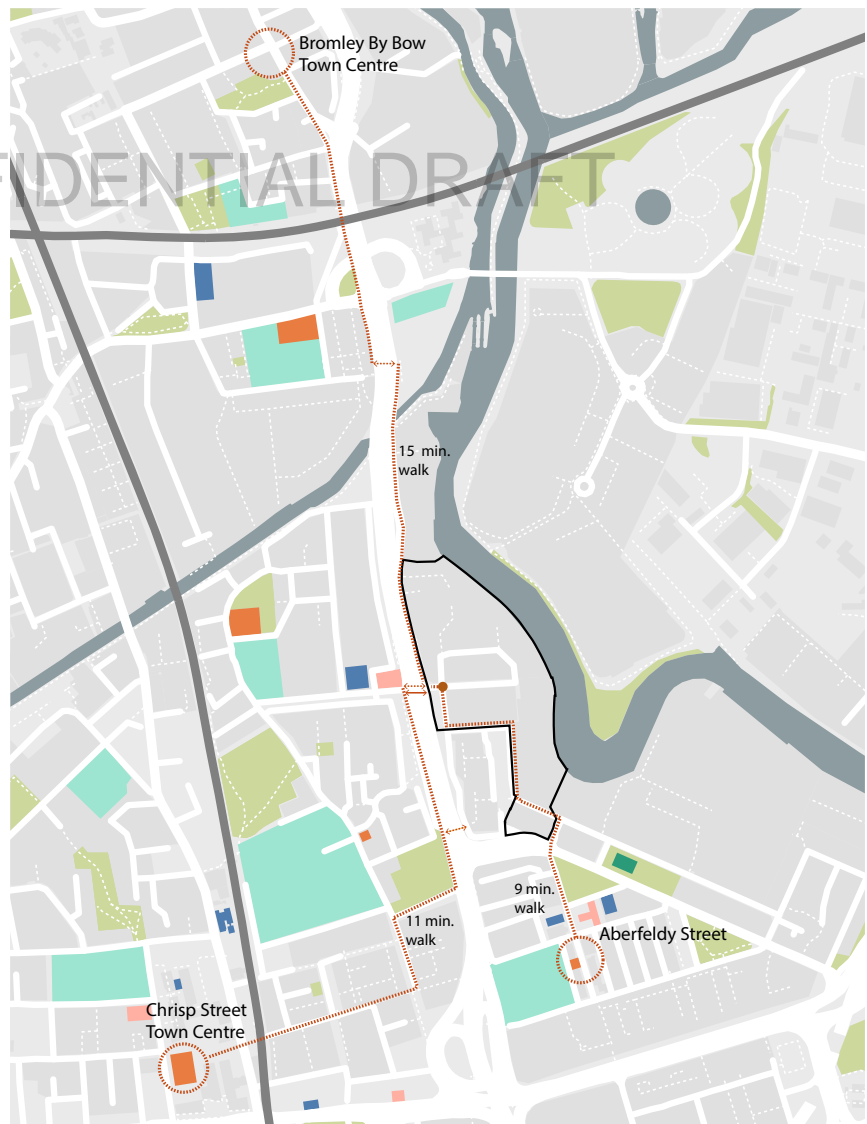 Bromley By Bow
Town Centre
FIDENTIAL DRAFT
15 min.
walk
9 min.
walk
11 min.
walk
Aberfeldy Street
Chrisp Street
Town Centre